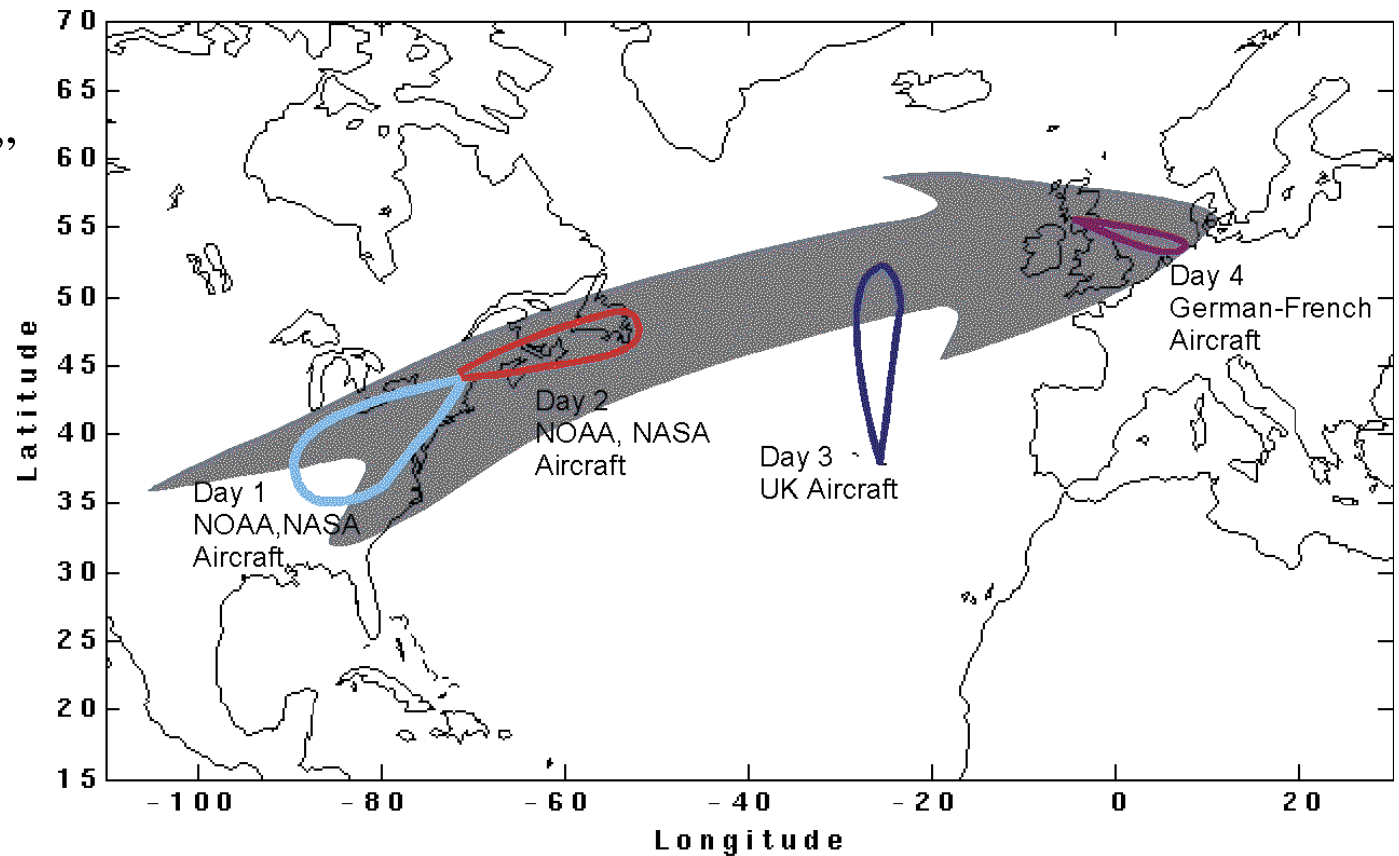 ”
70
65
60
55
50
45
40
35
30
25
20
15
Latitude
Day 1
NOAA,NASA
Aircraft
Day 2
NOAA, NASA
Aircraft
Day 3
UK Aircraft
Day 4
German-French
Aircraft
-100 -80 -60 -40 -20 0 20
Longitude